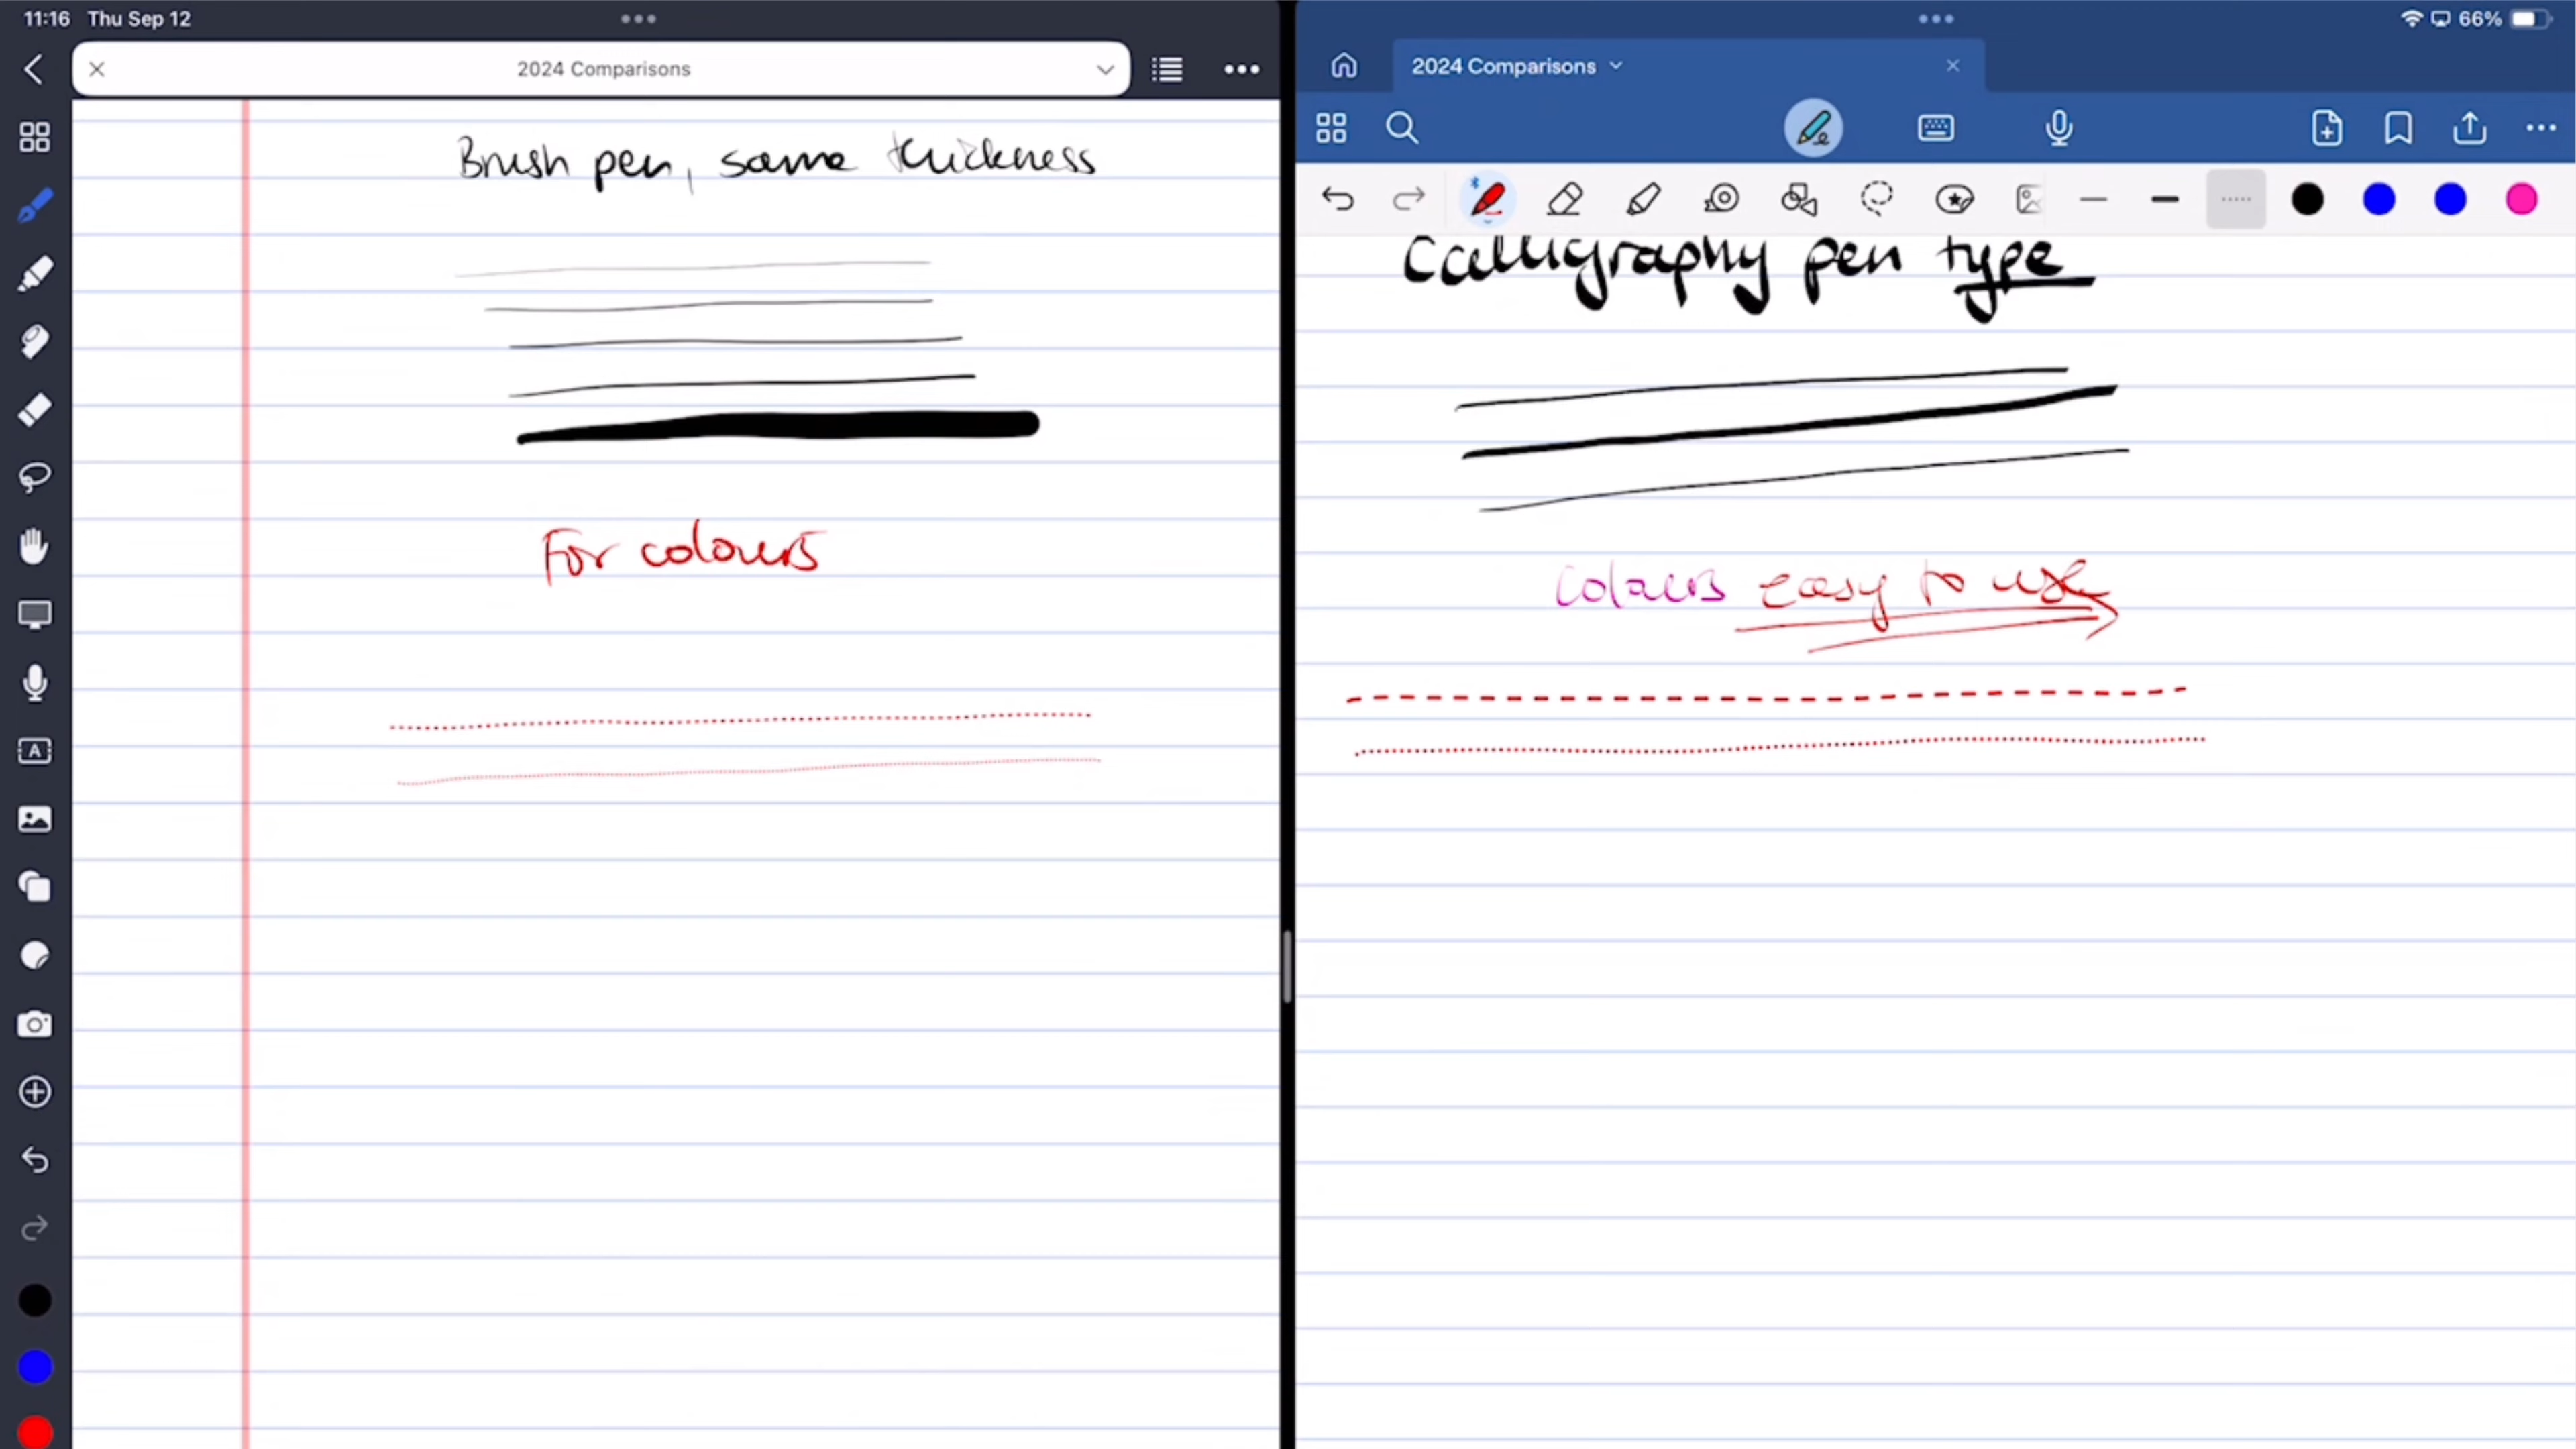 11:16 Thu Sep 12
66%
2024 Comparisons
Brush pen, same thickness
For colours
2024 Comparisons
Calligraphy pen type
Colours easy to use